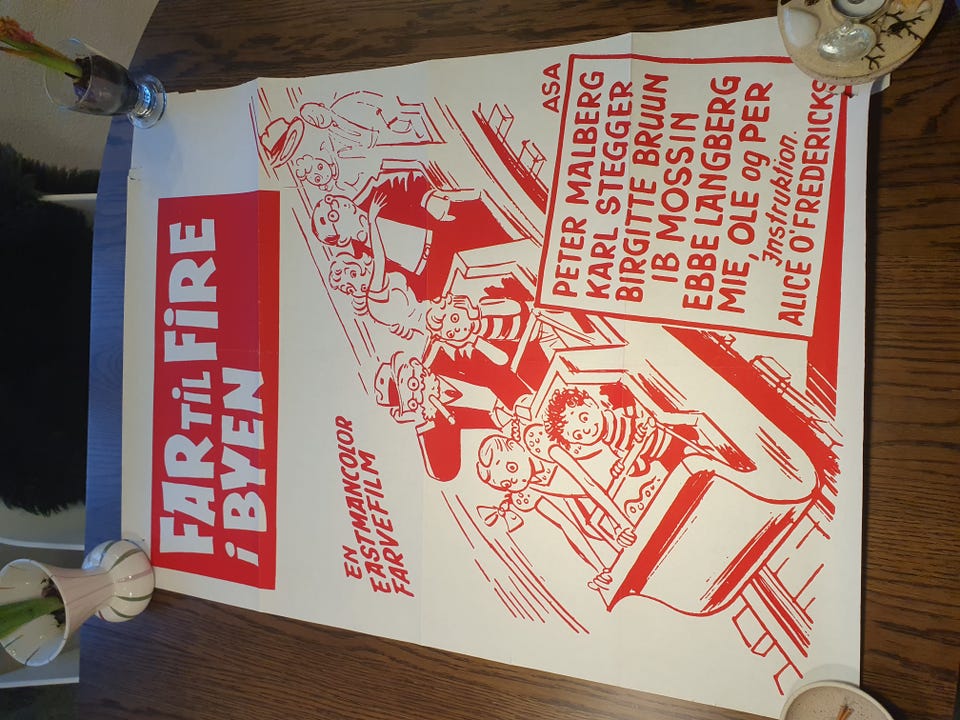 FAR TiL FiRE
i BYEN
EN
EASTMANCOLOR
FARVEFILM
ASA
PETER MALBERG
KARL STEGGER
BIRGITTE BRUUN
IB MOSSIN
EBBE LANGBERG
MIE, OLE og PER
Instruktion.
ALICE O'FREDERICKS